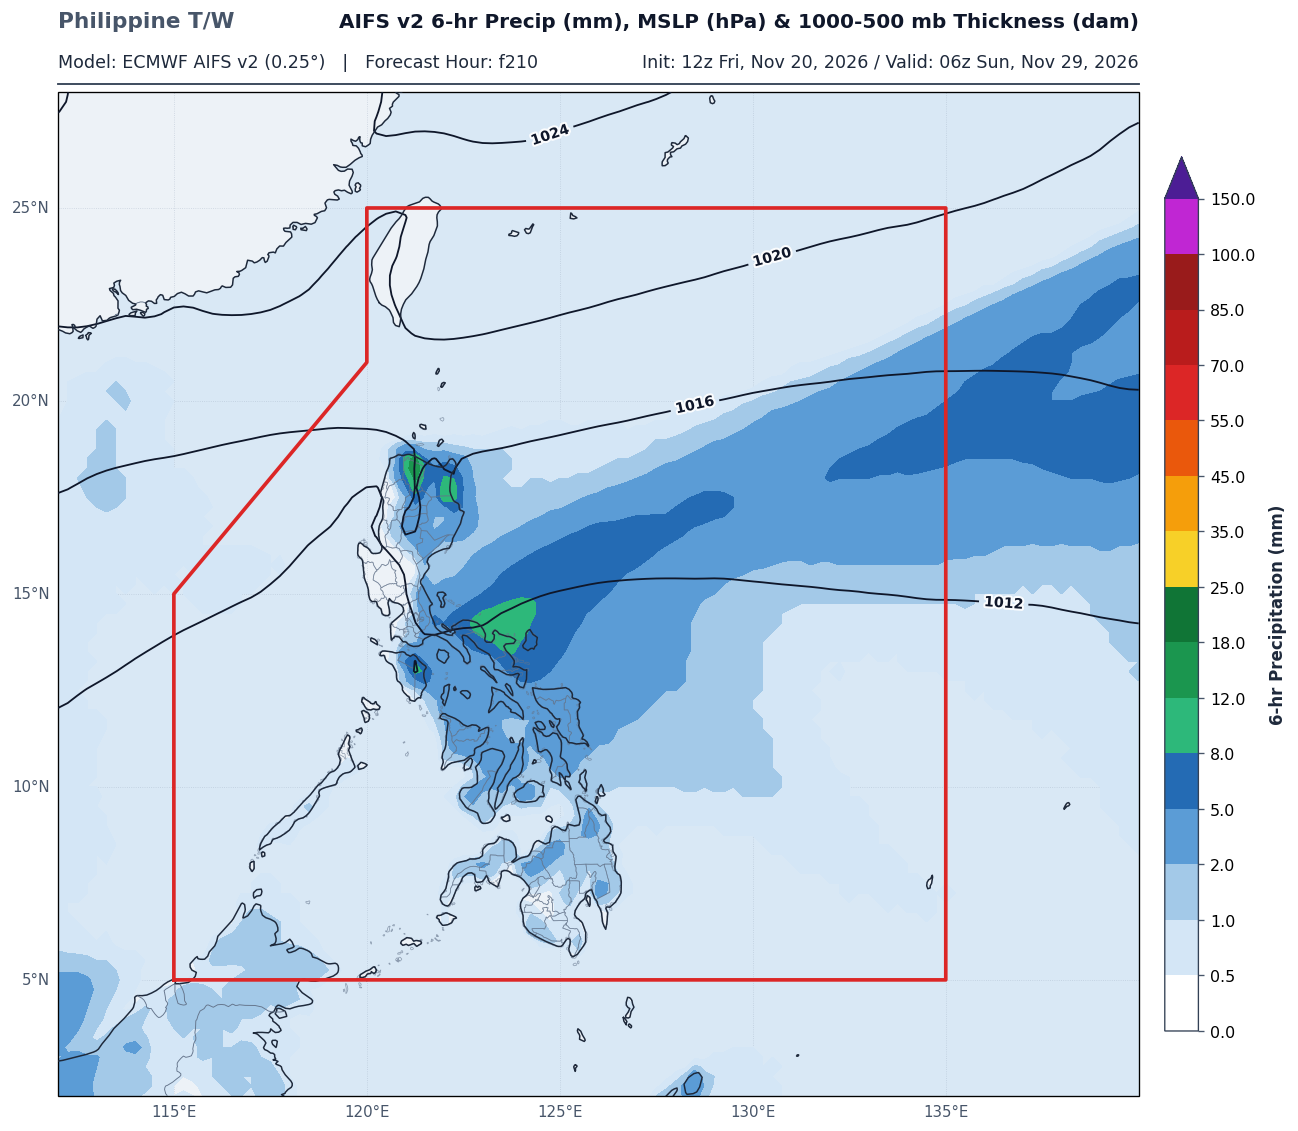 Philippine T/W
AIFS v2 6-hr Precip (mm), MSLP (hPa) & 1000-500 mb Thickness (dam)
Model: ECMWF AIFS v2 (0.25°) | Forecast Hour: f210
Init: 12z Fri, Nov 20, 2026 / Valid: 06z Sun, Nov 29, 2026
1024
1020
1016
1012
25°N
20°N
15°N
10°N
5°N
115°E
120°E
125°E
130°E
135°E
150.0
100.0
85.0
70.0
55.0
45.0
35.0
25.0
18.0
12.0
8.0
5.0
2.0
1.0
0.5
0.0
6-hr Precipitation (mm)